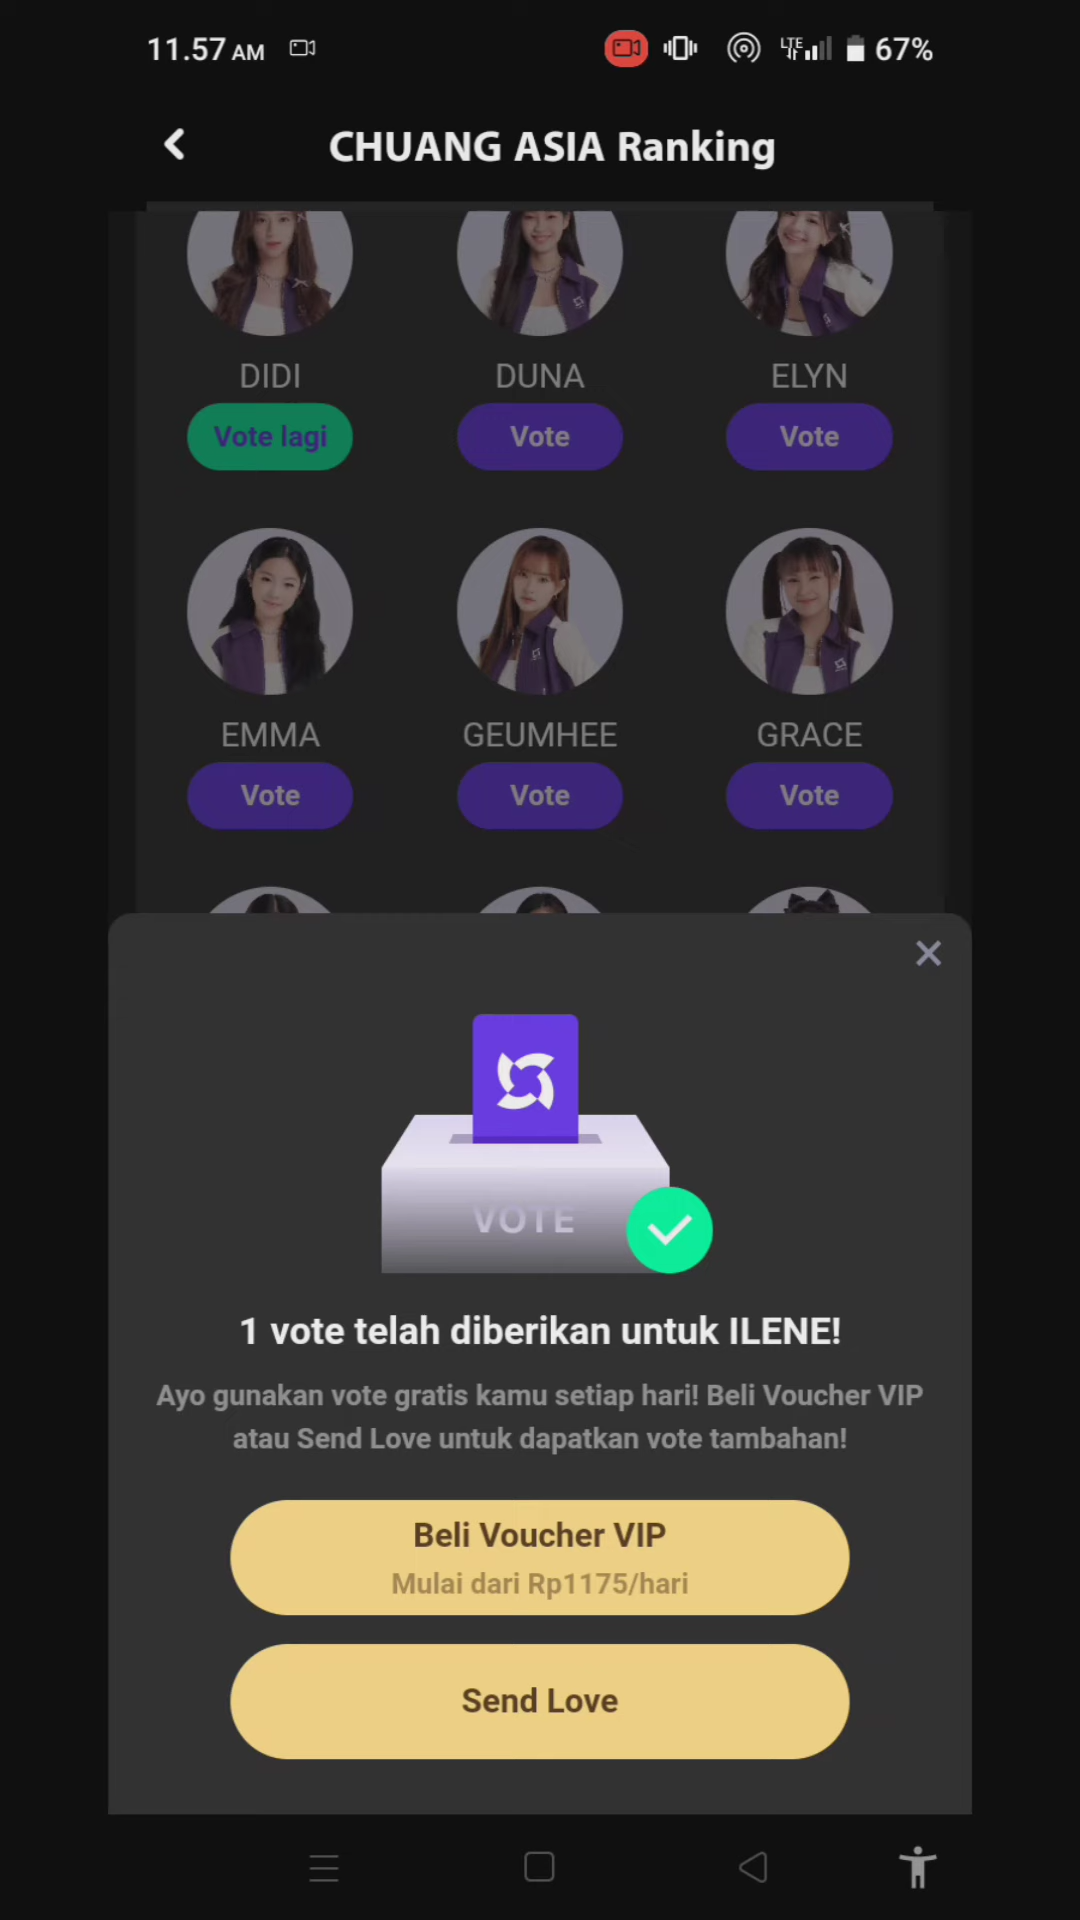 11.57 AM
LTE
67%
CHUANG ASIA Ranking
DIDI DUNA ELYN
Vote lagi Vote Vote
EMMA GEUMHEE GRACE
Vote Vote Vote
VOTE
1 vote telah diberikan untuk ILENE!
Ayo gunakan vote gratis kamu setiap hari! Beli Voucher VIP
atau Send Love untuk dapatkan vote tambahan!
Beli Voucher VIP
Mulai dari Rp1175/hari
Send Love